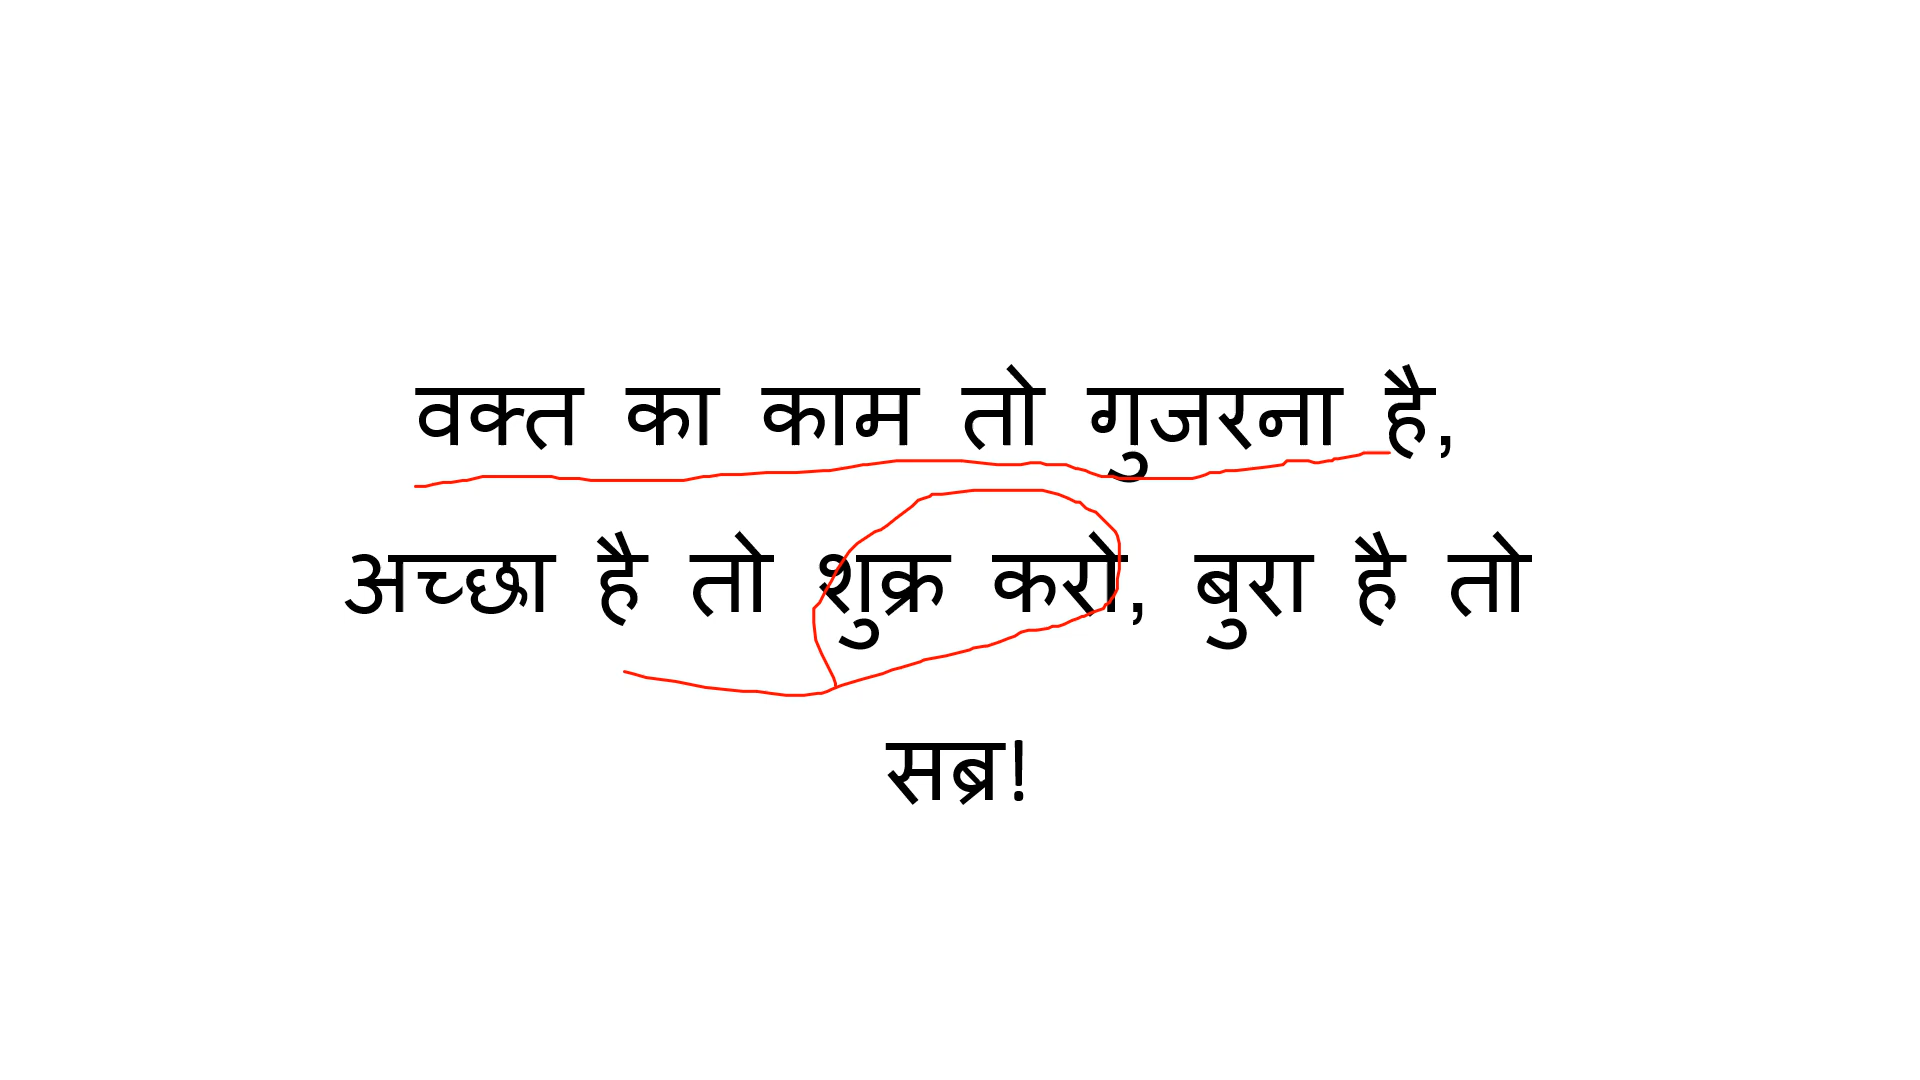 वक्त का काम तो गुजरना है,
अच्छा है तो शुक्र करो, बुरा है तो
सब्र!